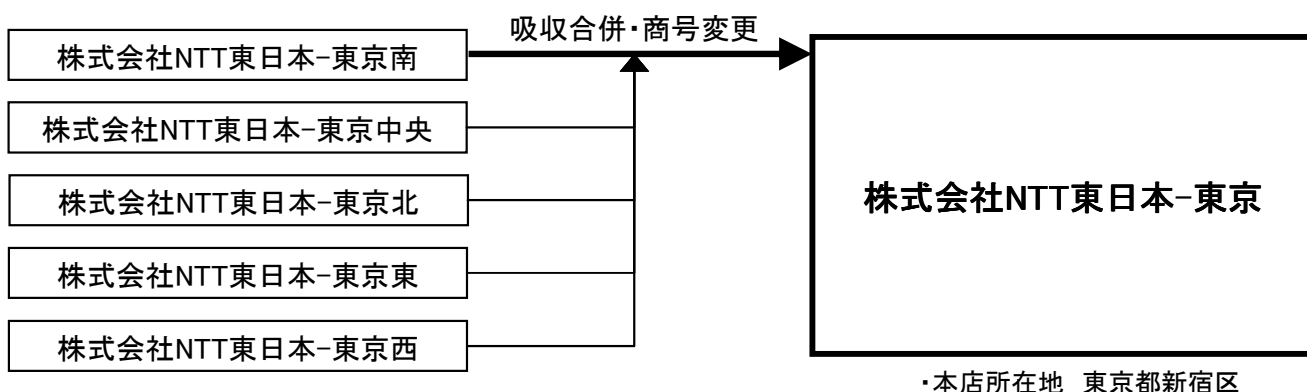 吸収合併・商号変更
株式会社NTT東日本-東京南
株式会社NTT東日本-東京中央
株式会社NTT東日本-東京北
株式会社NTT東日本-東京東
株式会社NTT東日本-東京西
株式会社NTT東日本-東京
・本店所在地　東京都新宿区